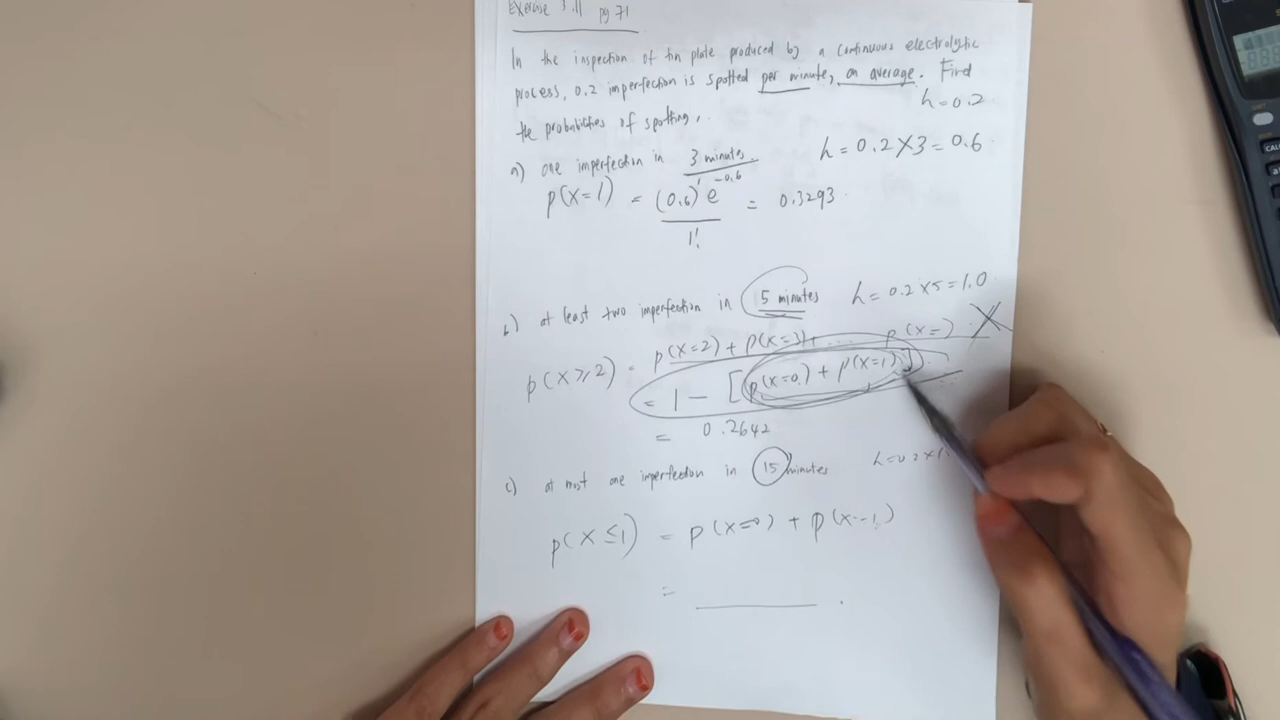 Exercise 3.11 pg 71
In the inspection of tin plate produced by a continuous electrolytic
process, 0.2 imperfection is spotted per minute, on average. Find
λ = 0.2
the probabilities of spotting,
a) one imperfection in 3 minutes
λ = 0.2 X 3 = 0.6
p(X=1) = (0.6)¹ e^-0.6 / 1! = 0.3293
b) at least two imperfection in 5 minutes
λ = 0.2 X 5 = 1.0
p(X ≥ 2) = p(X=2) + p(X=3) + ... p(X= ) X
= 1 - [p(X=0) + p(X=1)]
= 0.2642
c) at most one imperfection in 15 minutes
λ = 0.2 X
p(X ≤ 1) = p(X=0) + p(X=1)
=